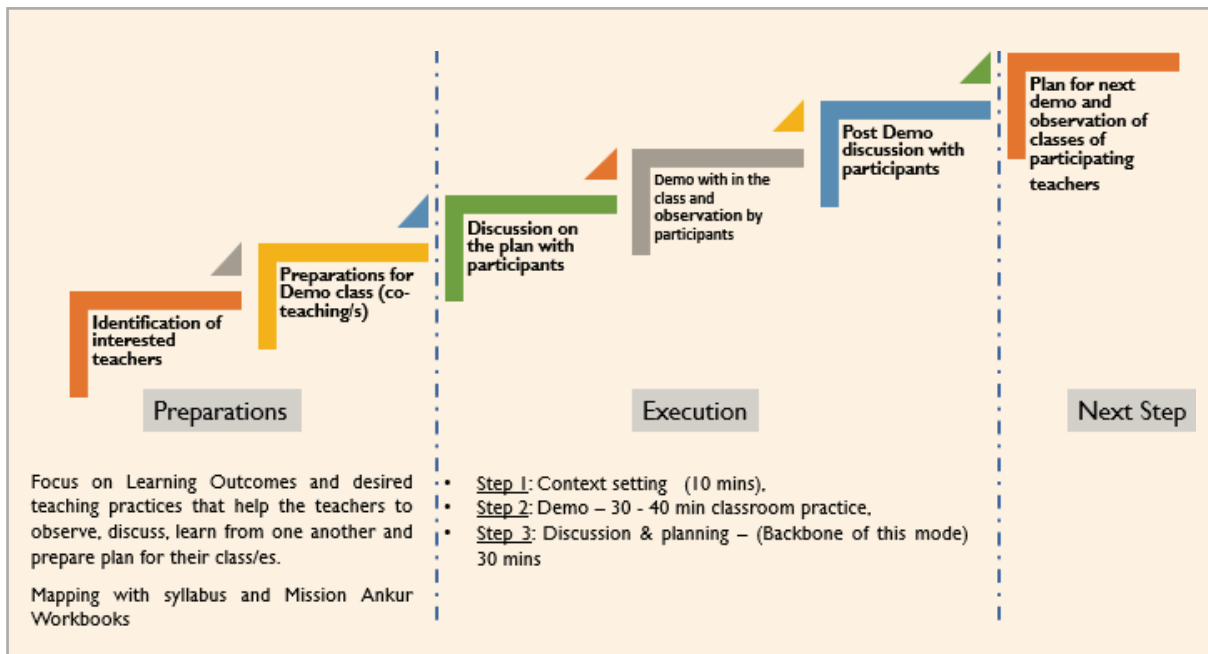 Identification of
interested
teachers
Preparations for
Demo class (co-
teaching/s)
Discussion on
the plan with
participants
Demo with in the
class and
observation by
participants
Post Demo
discussion with
participants
Plan for next
demo and
observation of
classes of
participating
teachers
Preparations
Execution
Next Step
Focus on Learning Outcomes and desired
teaching practices that help the teachers to
observe, discuss, learn from one another and
prepare plan for their class/es.
Mapping with syllabus and Mission Ankur
Workbooks
• Step 1: Context setting (10 mins),
• Step 2: Demo – 30 - 40 min classroom practice,
• Step 3: Discussion & planning – (Backbone of this mode)
30 mins